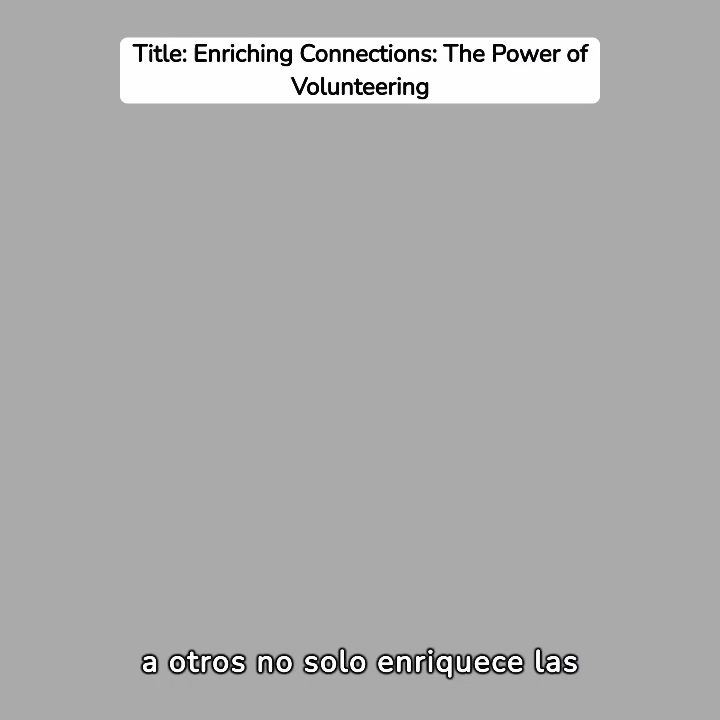 Title: Enriching Connections: The Power of
Volunteering
a otros no solo enriquece las